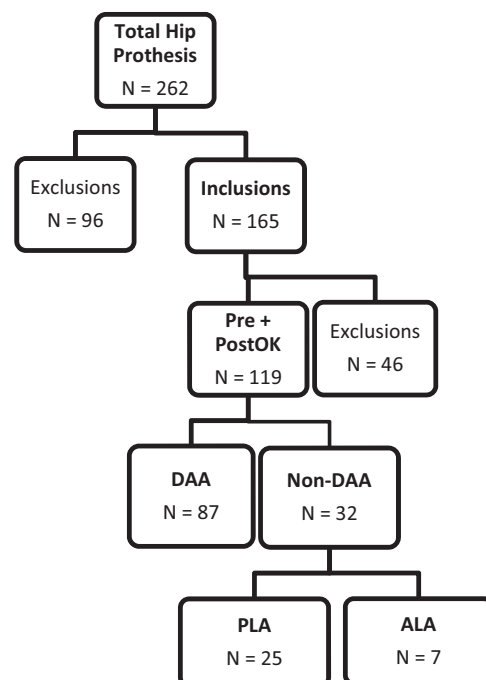 Total Hip
Prothesis
N = 262
Exclusions
N = 96
Inclusions
N = 165
Pre +
PostOK
N = 119
Exclusions
N = 46
DAA
N = 87
Non-DAA
N = 32
PLA
N = 25
ALA
N = 7